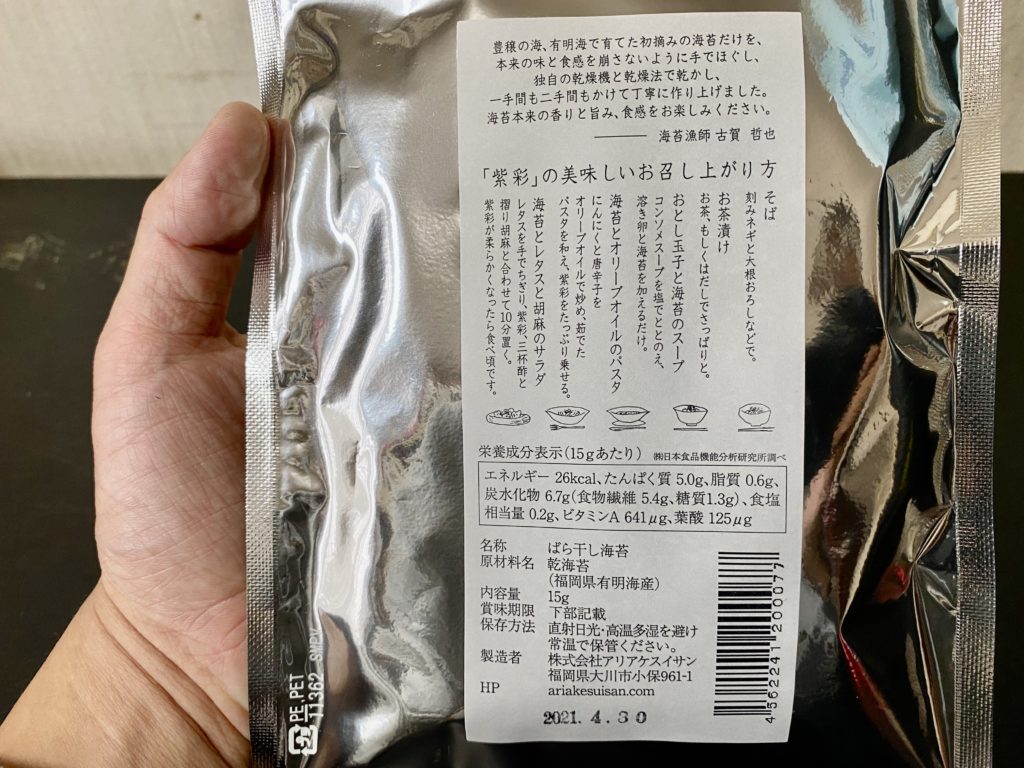 豊穣の海、有明海で育てた初摘みの海苔だけを、
本来の味と食感を崩さないように手でほぐし、
独自の乾燥機と乾燥法で乾かし、
一手間も二手間もかけて丁寧に作り上げました。
海苔本来の香りと旨み、食感をお楽しみください。
海苔漁師 古賀 哲也
「紫彩」の美味しいお召し上がり方
そば
刻みネギと大根おろしなどで。
お茶漬け
お茶、もしくはだしでさっぱりと。
おとし玉子と海苔のスープ
コンソメスープを塩でととのえ、
溶き卵と海苔を加えるだけ。
海苔とオリーブオイルのパスタ
にんにくと唐辛子を
オリーブオイルで炒め、茹でた
パスタを和え、紫彩をたっぷり乗せる。
海苔とレタスと胡麻のサラダ
レタスを手でちぎり、紫彩、三杯酢と
摺り胡麻と合わせて10分置く。
紫彩が柔らかくなったら食べ頃です。
栄養成分表示(15gあたり) ㈱日本食品機能分析研究所調べ
エネルギー 26kcal、たんぱく質 5.0g、脂質 0.6g、
炭水化物 6.7g(食物繊維 5.4g、糖質1.3g)、食塩
相当量 0.2g、ビタミンA 641μg、葉酸 125μg
名称 ばら干し海苔
原材料名 乾海苔
(福岡県有明海産)
内容量 15g
賞味期限 下部記載
保存方法 直射日光・高温多湿を避け
常温で保管ください。
製造者 株式会社アリアケスイサン
福岡県大川市小保961-1
HP ariakesuisan.com
2021. 4. 30
4562241200077
PE,PET
11362